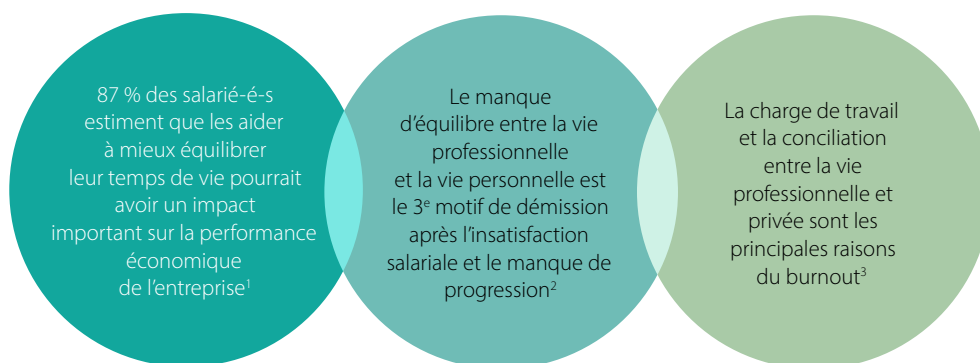 87 % des salarié-é-s
estiment que les aider
à mieux équilibrer
leur temps de vie pourrait
avoir un impact
important sur la performance
économique
de l’entreprise¹
Le manque
d’équilibre entre la vie
professionnelle
et la vie personnelle est
le 3ᵉ motif de démission
après l’insatisfaction
salariale et le manque de
progression²
La charge de travail
et la conciliation
entre la vie
professionnelle et
privée sont les
principales raisons
du burnout³